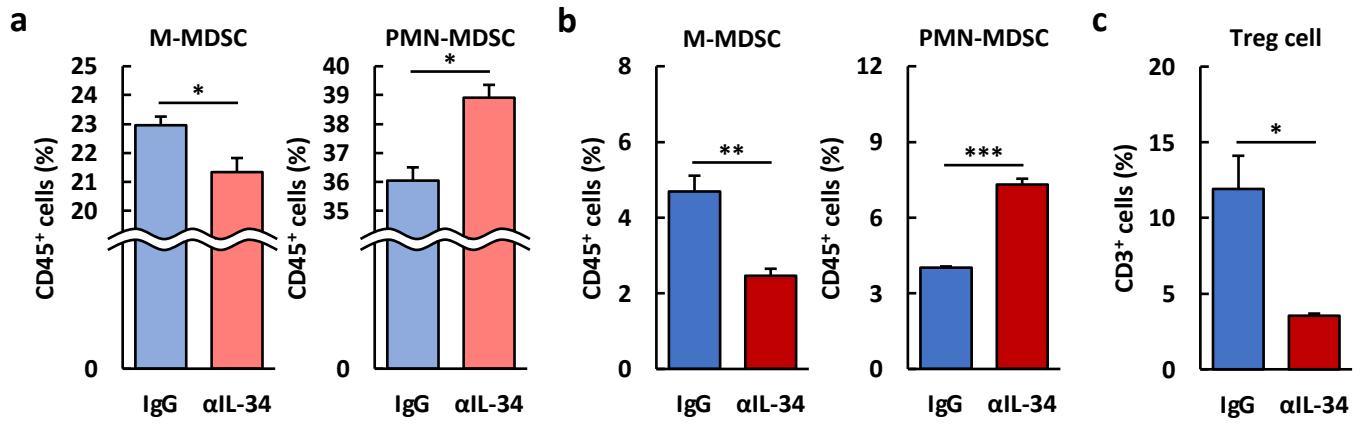 a
M-MDSC
CD45⁺ cells (%)
25
24
23
22
21
20
0
*
IgG
αIL-34
PMN-MDSC
CD45⁺ cells (%)
40
39
38
37
36
35
0
*
IgG
αIL-34
b
M-MDSC
CD45⁺ cells (%)
8
6
4
2
0
**
IgG
αIL-34
PMN-MDSC
CD45⁺ cells (%)
12
9
6
3
0
***
IgG
αIL-34
c
Treg cell
CD3⁺ cells (%)
20
15
10
5
0
*
IgG
αIL-34